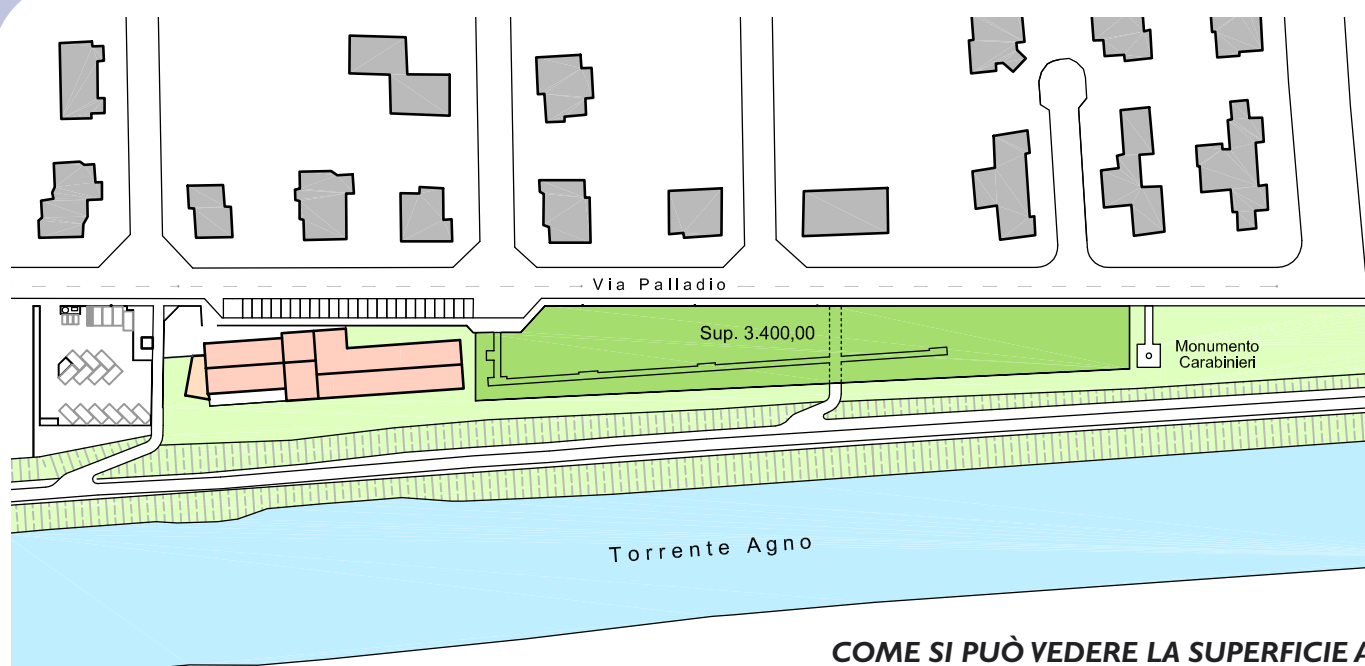 Via Palladio
Sup. 3.400,00
Monumento
Carabinieri
Torrente Agno
COME SI PUÒ VEDERE LA SUPERFICIE A